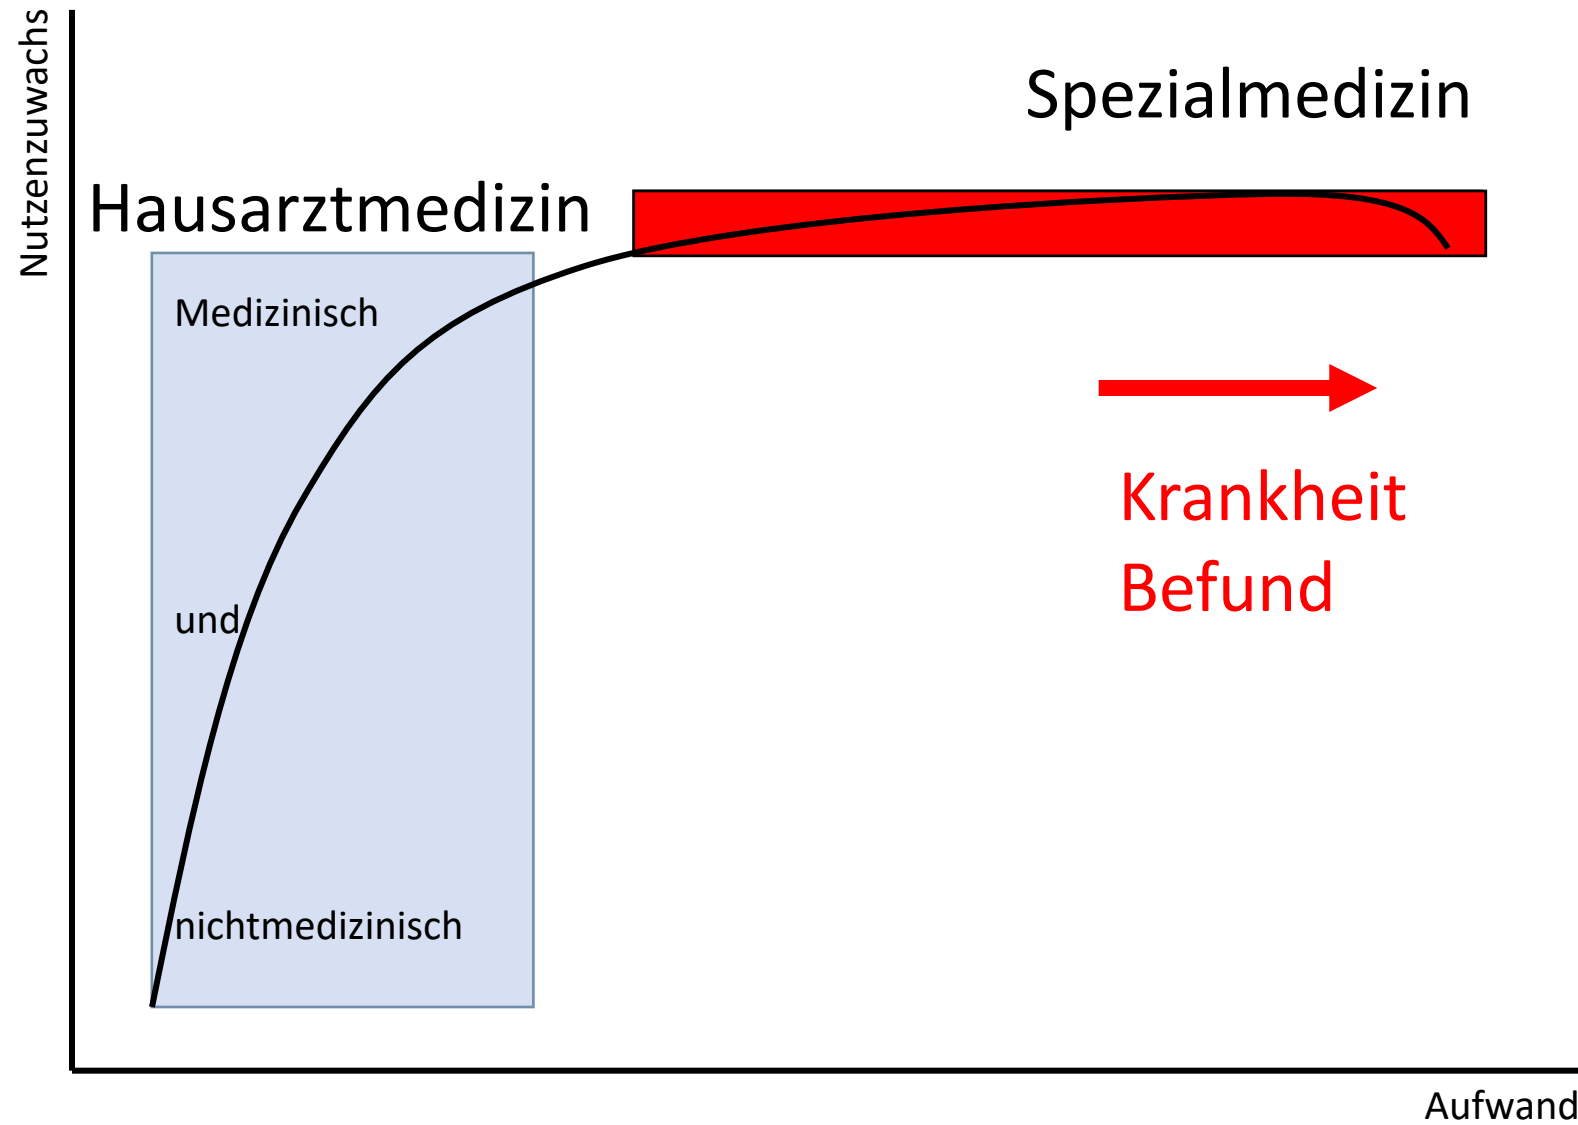 Nutzenzuwachs
Spezialmedizin
Hausarztmedizin
Medizinisch
und
nichtmedizinisch
Krankheit
Befund
Aufwand